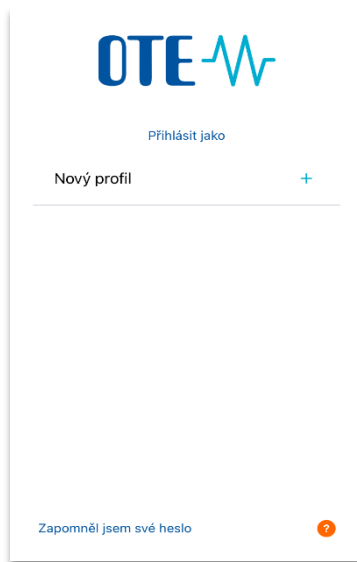 OTE
Přihlásit jako
Nový profil +
Zapomněl jsem své heslo ?